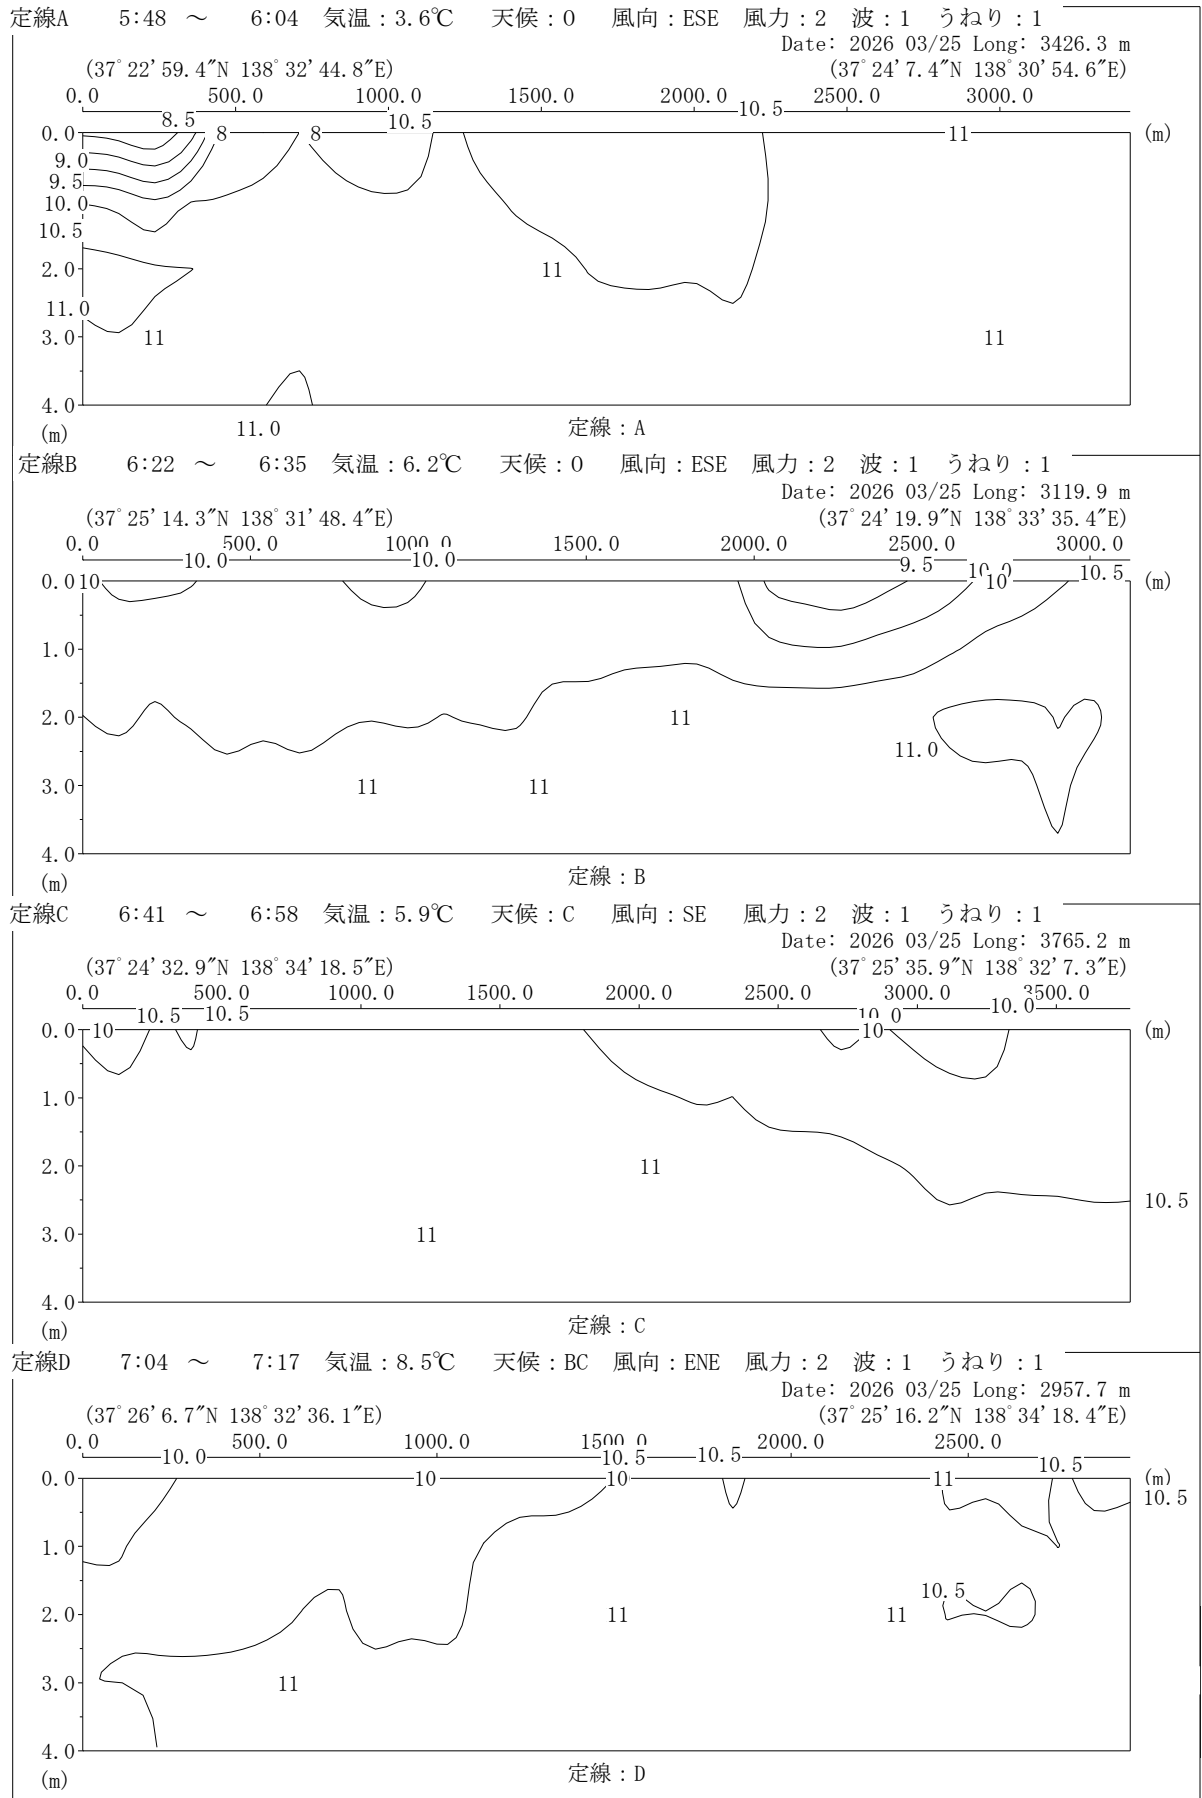 定線A 5:48 ～ 6:04 気温：3.6℃ 天候：O 風向：ESE 風力：2 波：1 うねり：1
Date: 2026 03/25 Long: 3426.3 m
(37°22'59.4"N 138°32'44.8"E) (37°24'7.4"N 138°30'54.6"E)
0.0 500.0 1000.0 1500.0 2000.0 2500.0 3000.0
8.5 10.5 10.5
0.0 8 8 11 (m)
9.0
9.5
10.0
10.5
2.0 11
11.0
3.0 11 11
4.0
(m) 11.0 定線：A
定線B 6:22 ～ 6:35 気温：6.2℃ 天候：O 風向：ESE 風力：2 波：1 うねり：1
Date: 2026 03/25 Long: 3119.9 m
(37°25'14.3"N 138°31'48.4"E) (37°24'19.9"N 138°33'35.4"E)
0.0 500.0 1000.0 1500.0 2000.0 2500.0 3000.0
10.0 10.0 9.5 10.0 10.5
0.0 10 10 (m)
1.0
2.0 11
11.0
3.0 11 11
4.0
(m) 定線：B
定線C 6:41 ～ 6:58 気温：5.9℃ 天候：C 風向：SE 風力：2 波：1 うねり：1
Date: 2026 03/25 Long: 3765.2 m
(37°24'32.9"N 138°34'18.5"E) (37°25'35.9"N 138°32'7.3"E)
0.0 500.0 1000.0 1500.0 2000.0 2500.0 3000.0 3500.0
10.5 10.5 10.0 10.0
0.0 10 10 (m)
1.0
2.0 11
10.5
3.0 11
4.0
(m) 定線：C
定線D 7:04 ～ 7:17 気温：8.5℃ 天候：BC 風向：ENE 風力：2 波：1 うねり：1
Date: 2026 03/25 Long: 2957.7 m
(37°26'6.7"N 138°32'36.1"E) (37°25'16.2"N 138°34'18.4"E)
0.0 500.0 1000.0 1500.0 2000.0 2500.0
10.0 10.5 10.5 10.5
0.0 10 10 11 (m)
10.5
1.0
10.5
2.0 11 11
3.0 11
4.0
(m) 定線：D